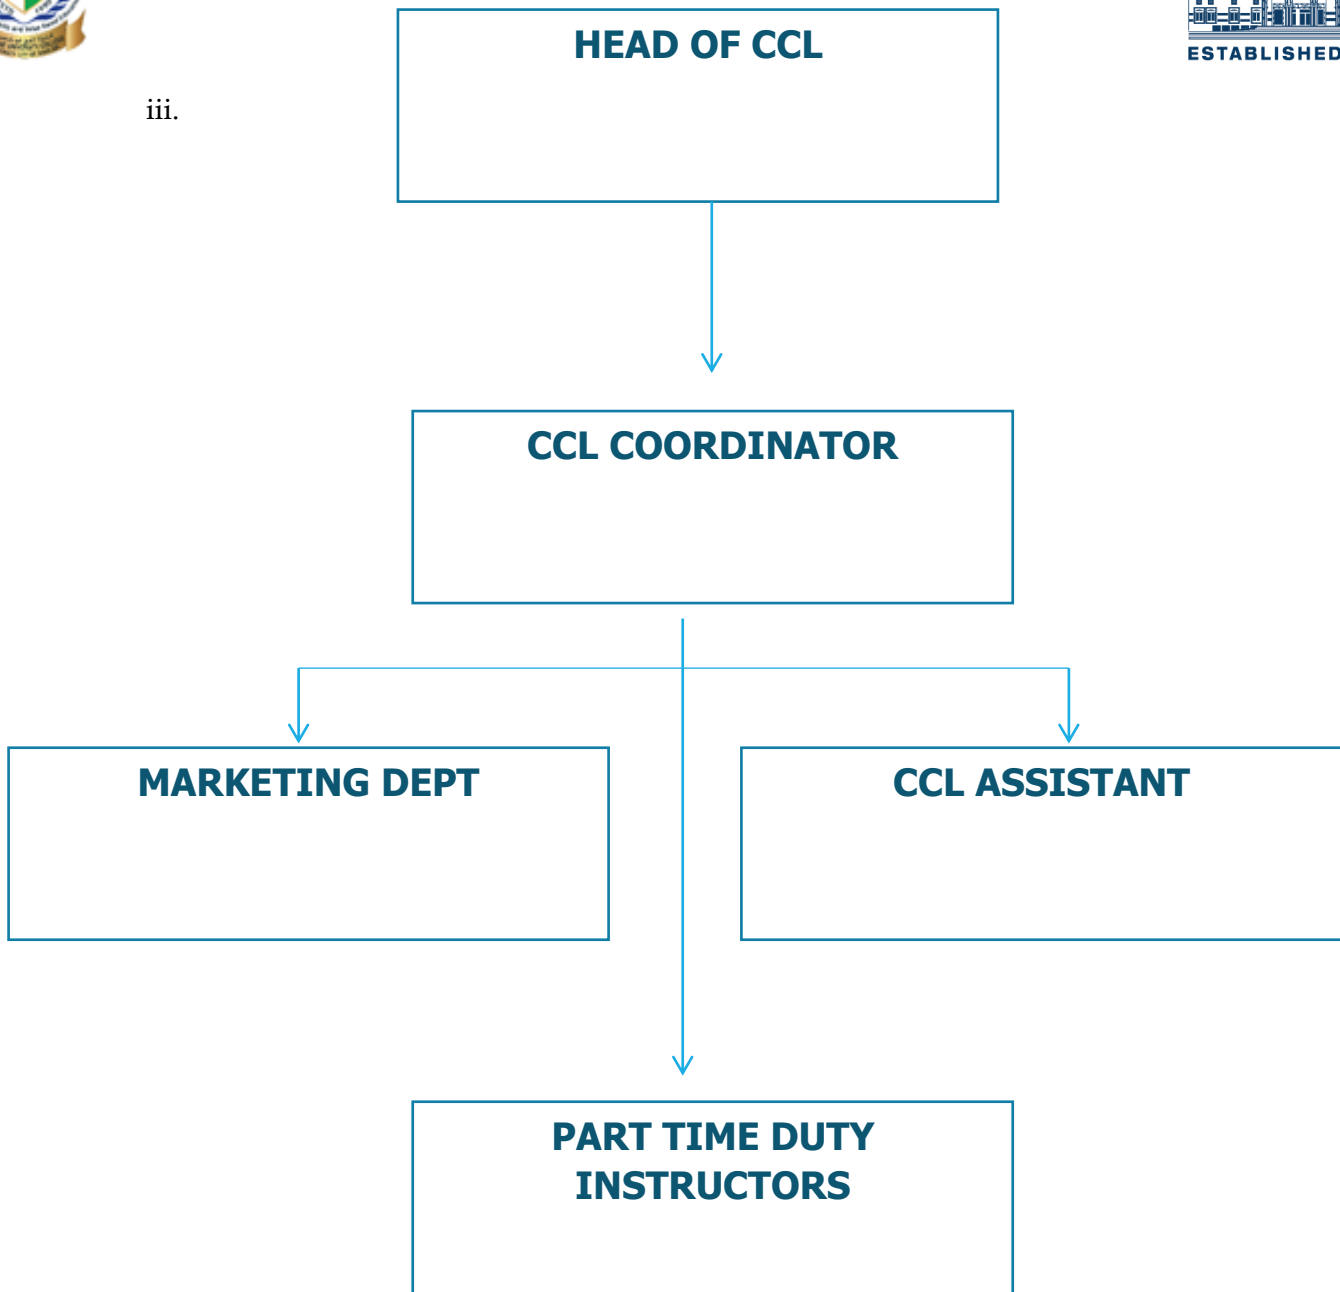 HEAD OF CCL
ESTABLISHED
iii.
CCL COORDINATOR
MARKETING DEPT
CCL ASSISTANT
PART TIME DUTY
INSTRUCTORS